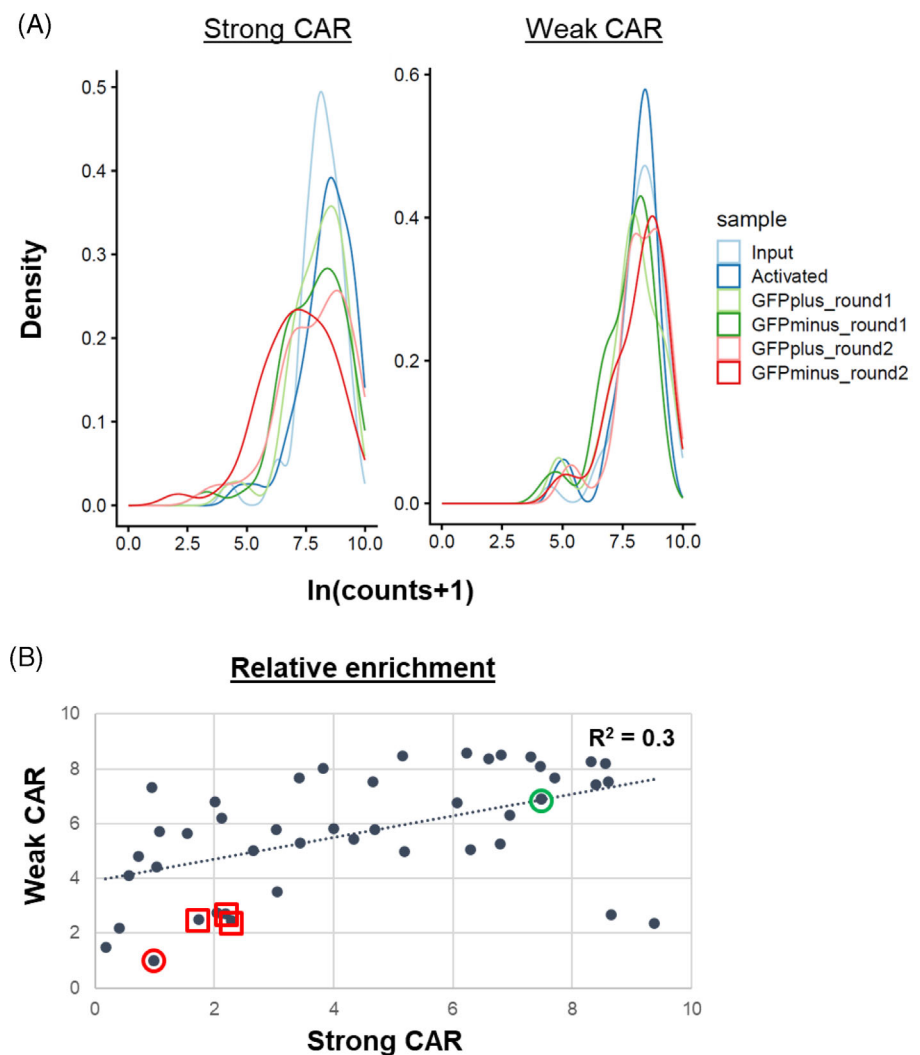 (A)
Strong CAR
Weak CAR
0.5
0.4
0.3
0.2
0.1
0.0
Density
0.0 2.5 5.0 7.5 10.0
0.6
0.4
0.2
0.0
0.0 2.5 5.0 7.5 10.0
ln(counts+1)
sample
Input
Activated
GFPplus_round1
GFPminus_round1
GFPplus_round2
GFPminus_round2
(B)
Relative enrichment
Weak CAR
10
8
6
4
2
0
R² = 0.3
0 2 4 6 8 10
Strong CAR